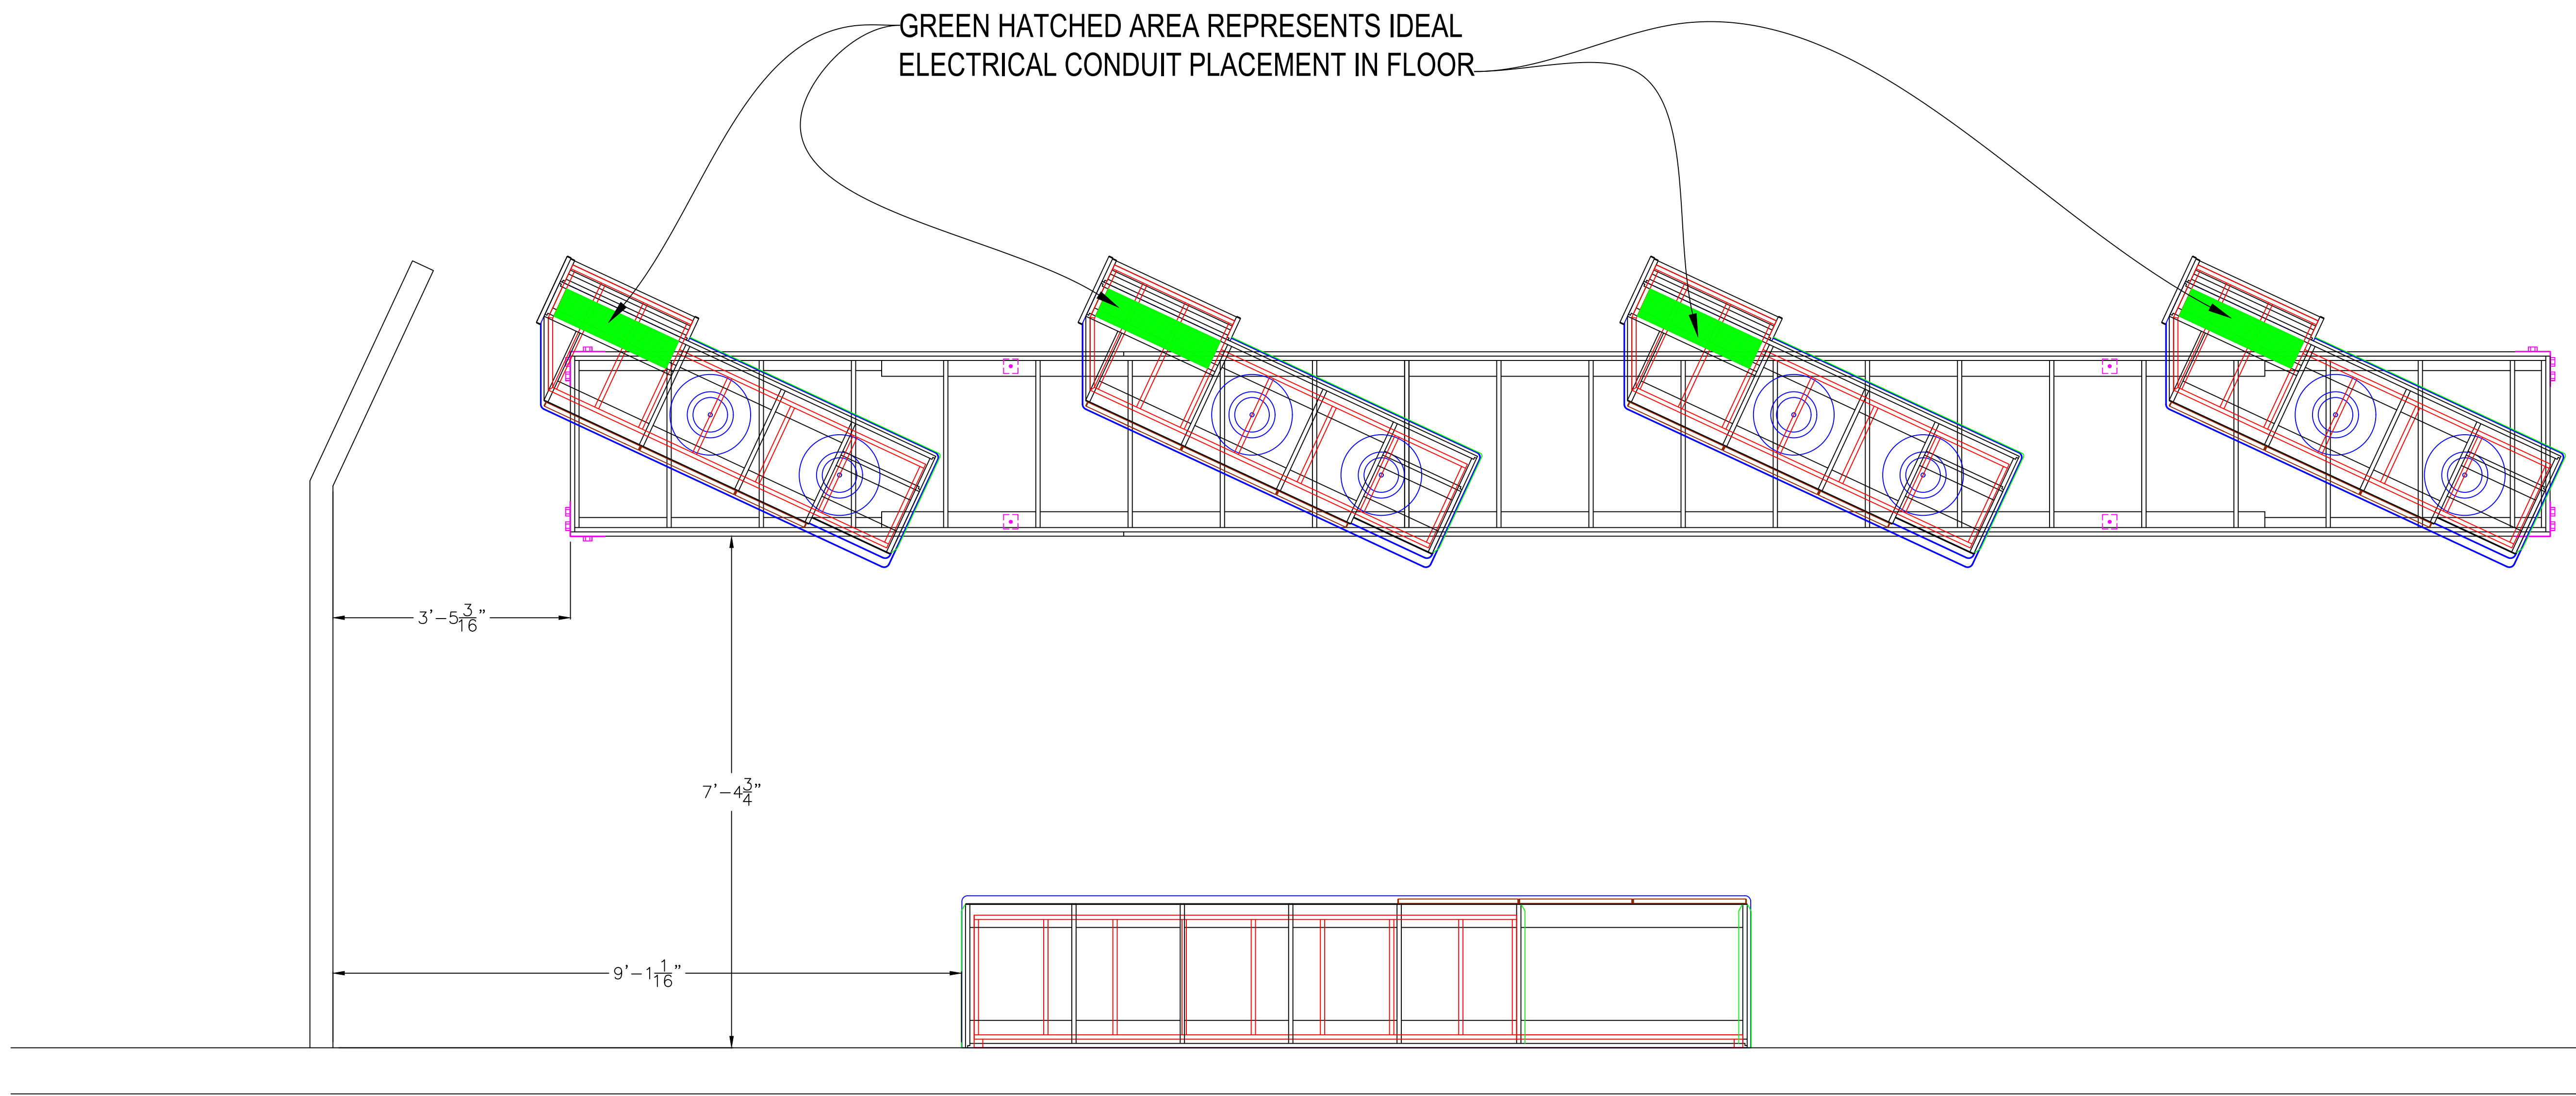 GREEN HATCHED AREA REPRESENTS IDEAL
ELECTRICAL CONDUIT PLACEMENT IN FLOOR
3'-5 3/16"
7'-4 3/4"
9'-1 1/16"